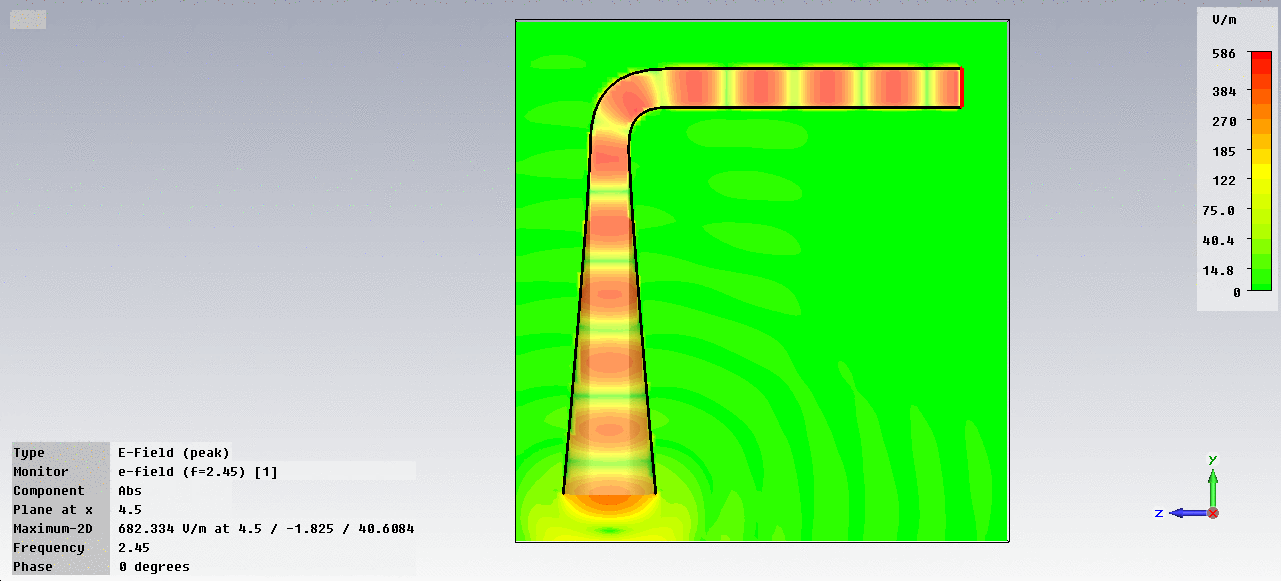 V/m
586
384
270
185
122
75.0
40.4
14.8
0
Type E-Field (peak)
Monitor e-field (f=2.45) [1]
Component Abs
Plane at x 4.5
Maximum-2D 682.334 V/m at 4.5 / -1.825 / 40.6084
Frequency 2.45
Phase 0 degrees
y
z